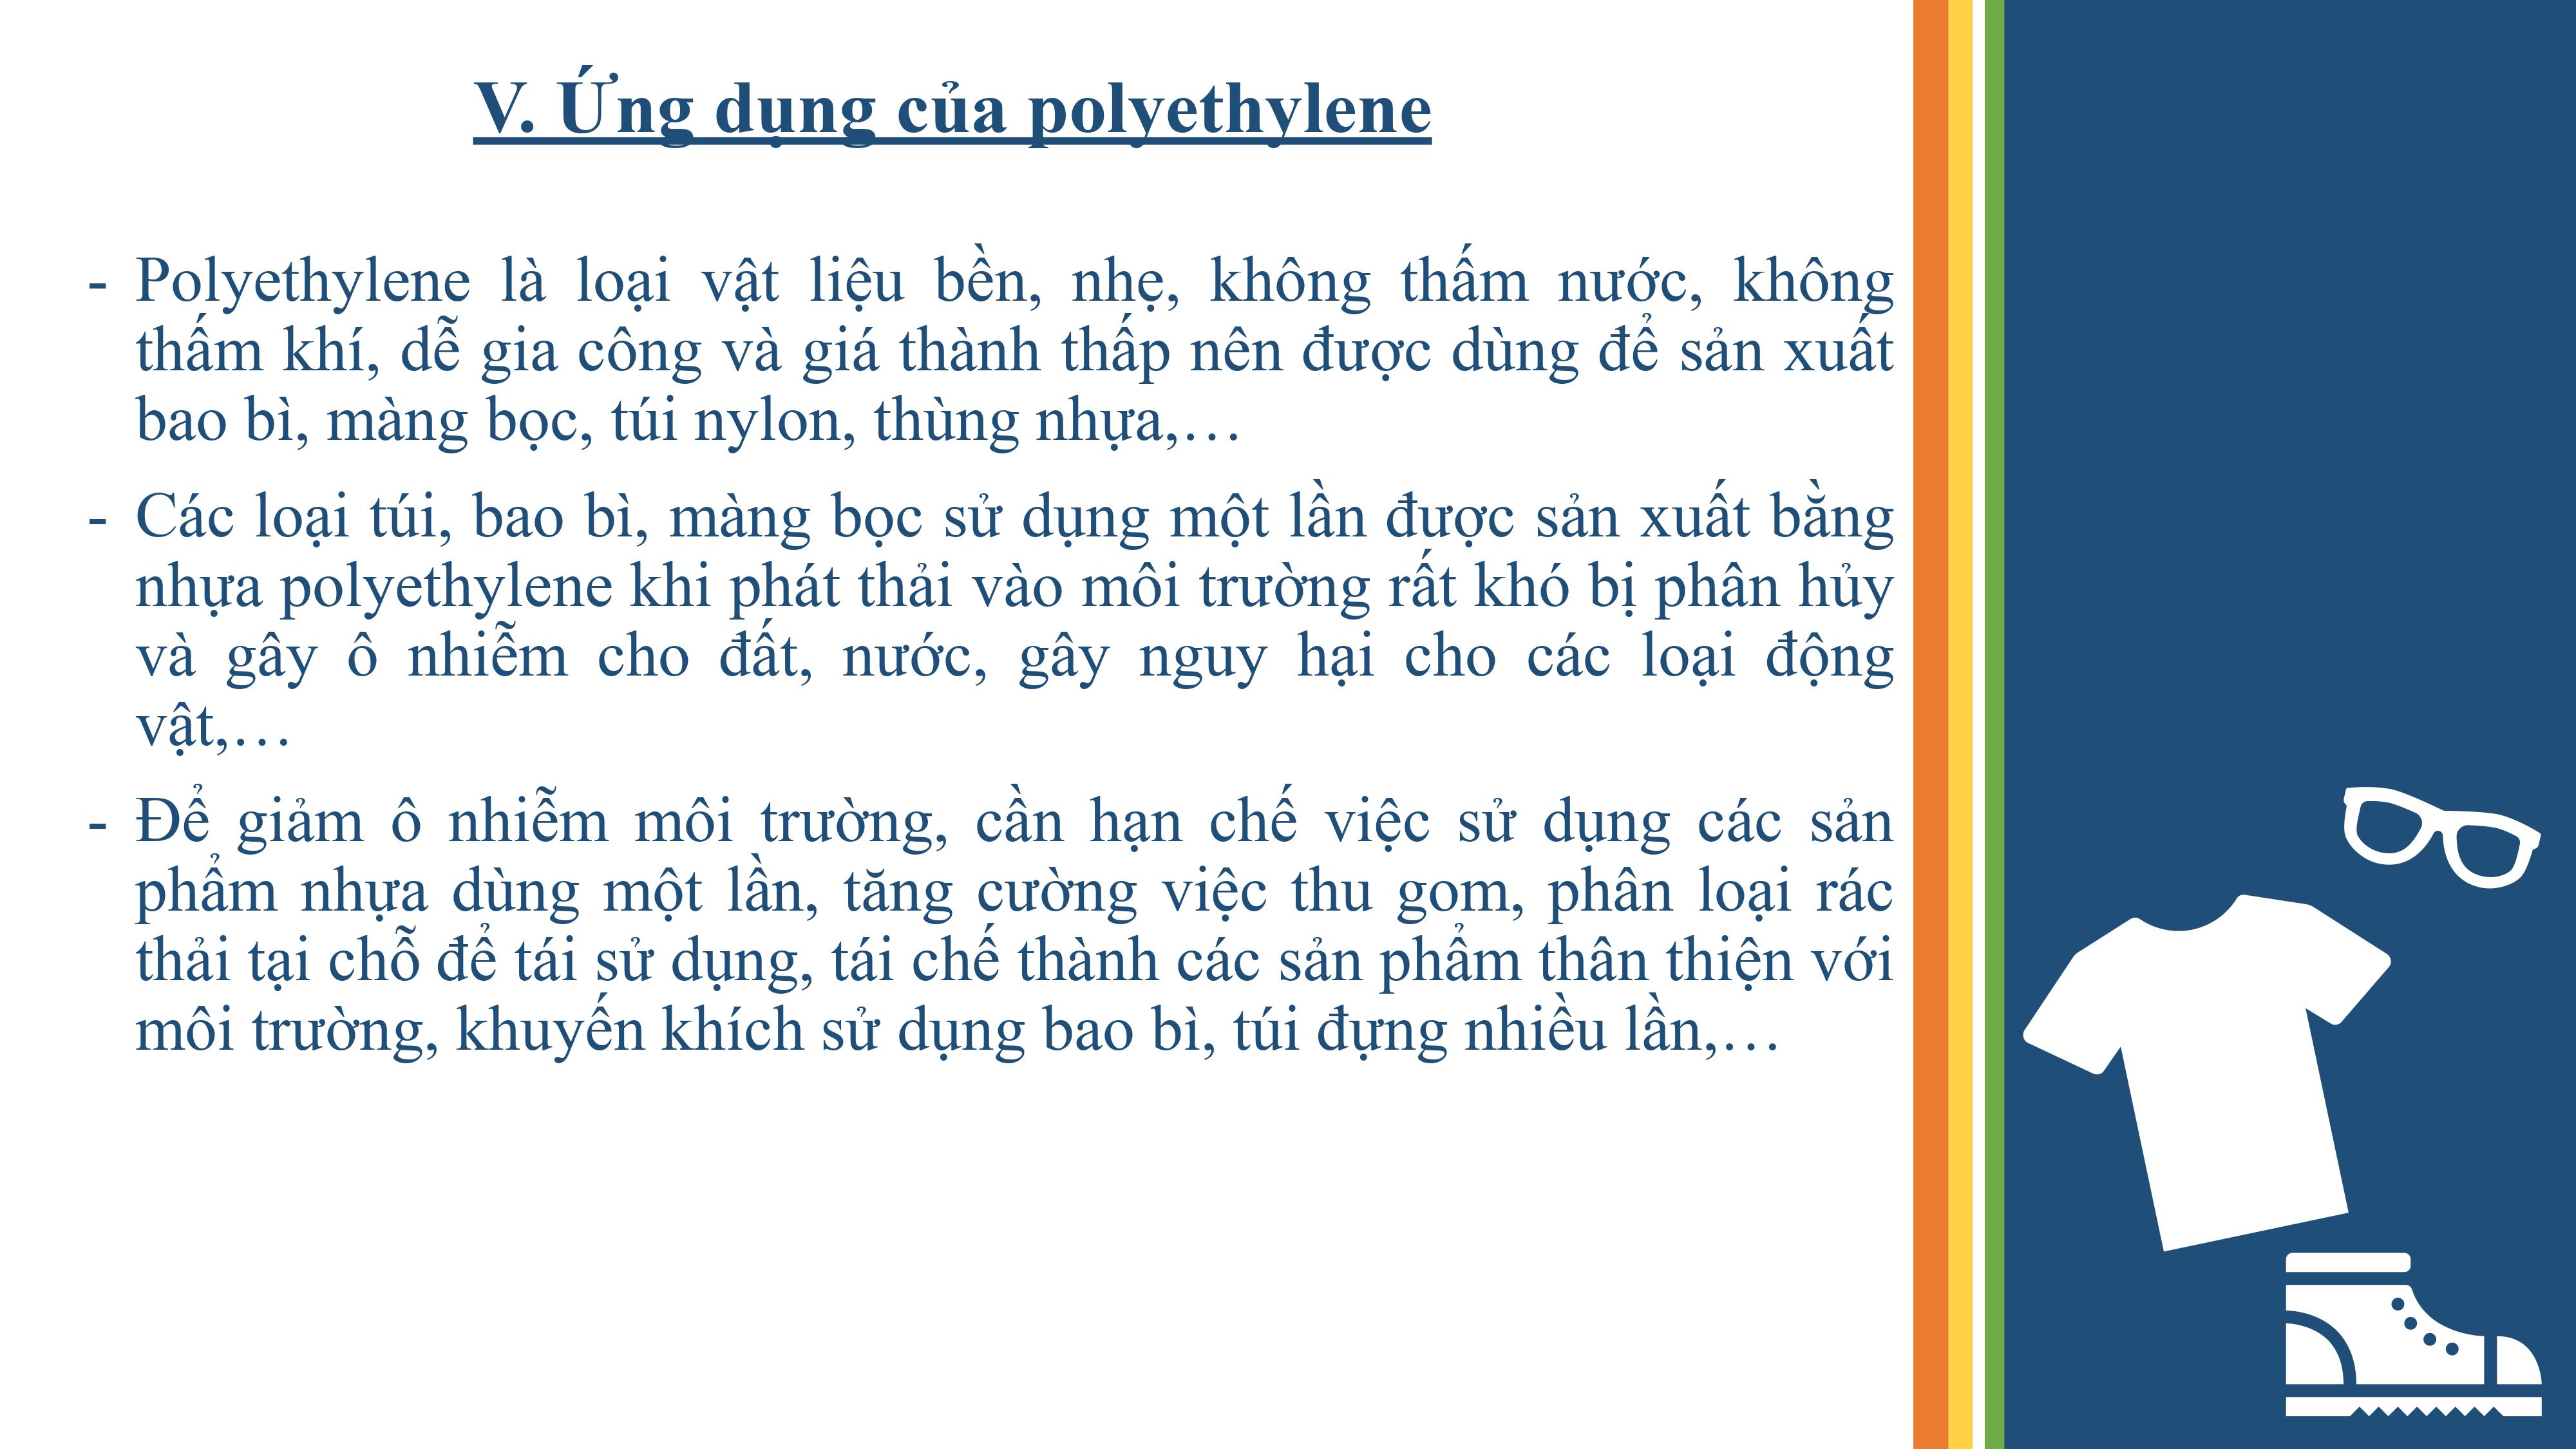 V. Ứng dụng của polyethylene
- Polyethylene là loại vật liệu bền, nhẹ, không thấm nước, không
thấm khí, dễ gia công và giá thành thấp nên được dùng để sản xuất
bao bì, màng bọc, túi nylon, thùng nhựa,…
- Các loại túi, bao bì, màng bọc sử dụng một lần được sản xuất bằng
nhựa polyethylene khi phát thải vào môi trường rất khó bị phân hủy
và gây ô nhiễm cho đất, nước, gây nguy hại cho các loại động
vật,…
- Để giảm ô nhiễm môi trường, cần hạn chế việc sử dụng các sản
phẩm nhựa dùng một lần, tăng cường việc thu gom, phân loại rác
thải tại chỗ để tái sử dụng, tái chế thành các sản phẩm thân thiện với
môi trường, khuyến khích sử dụng bao bì, túi đựng nhiều lần,…